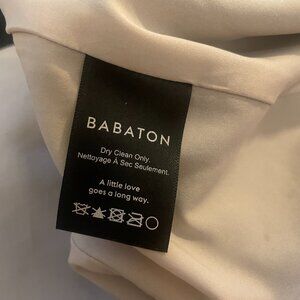 BABATON
Dry Clean Only.
Nettoyage À Sec Seulement.
A little love
goes a long way.